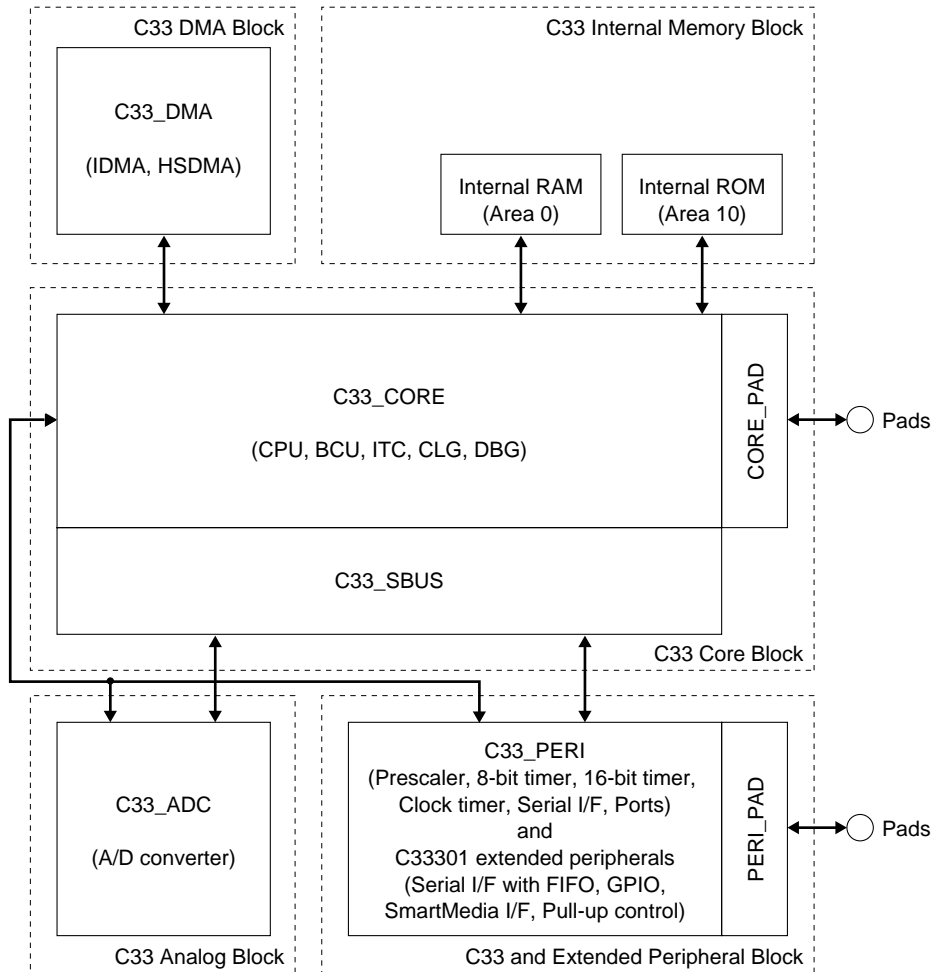 C33 DMA Block
C33 Internal Memory Block
C33_DMA
(IDMA, HSDMA)
Internal RAM
(Area 0)
Internal ROM
(Area 10)
C33_CORE
(CPU, BCU, ITC, CLG, DBG)
CORE_PAD
Pads
C33_SBUS
C33 Core Block
C33_ADC
(A/D converter)
C33_PERI
(Prescaler, 8-bit timer, 16-bit timer,
Clock timer, Serial I/F, Ports)
and
C33301 extended peripherals
(Serial I/F with FIFO, GPIO,
SmartMedia I/F, Pull-up control)
PERI_PAD
Pads
C33 Analog Block
C33 and Extended Peripheral Block